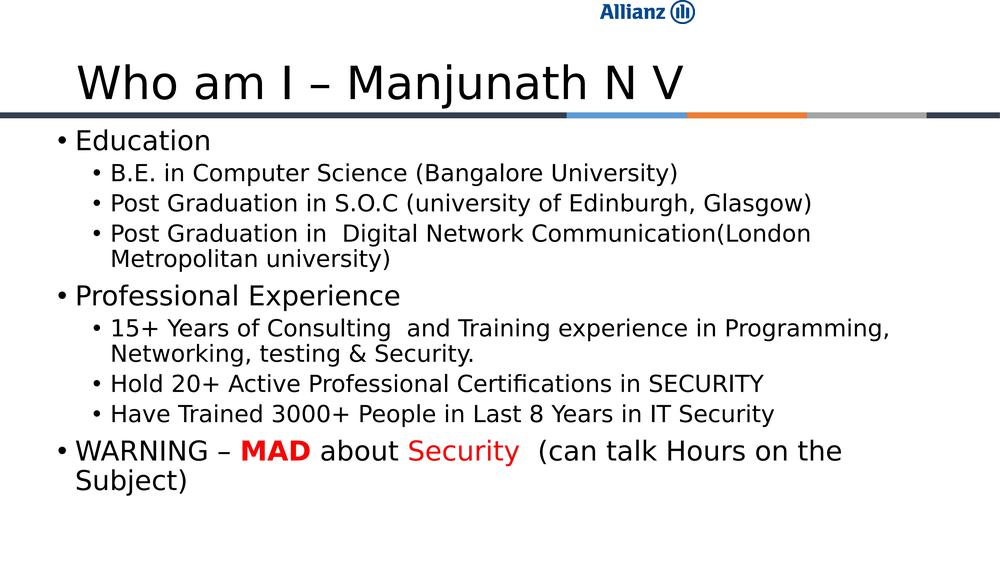 Allianz
Who am I – Manjunath N V
• Education
• B.E. in Computer Science (Bangalore University)
• Post Graduation in S.O.C (university of Edinburgh, Glasgow)
• Post Graduation in  Digital Network Communication(London
Metropolitan university)
• Professional Experience
• 15+ Years of Consulting  and Training experience in Programming,
Networking, testing & Security.
• Hold 20+ Active Professional Certifications in SECURITY
• Have Trained 3000+ People in Last 8 Years in IT Security
• WARNING – MAD about Security  (can talk Hours on the
Subject)